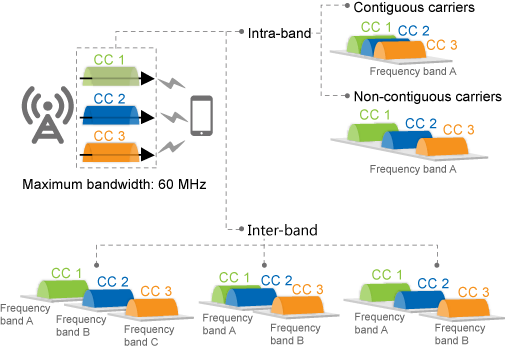 Contiguous carriers
CC 1
CC 2
CC 3
Frequency band A
Intra-band
Non-contiguous carriers
CC 1
CC 2
CC 3
Frequency band A
CC 1
CC 2
CC 3
Maximum bandwidth: 60 MHz
Inter-band
CC 1
CC 2
CC 3
Frequency
band A
Frequency
band B
Frequency
band C
CC 1
CC 2
CC 3
Frequency
band A
Frequency
band B
CC 1
CC 2
CC 3
Frequency
band A
Frequency
band B